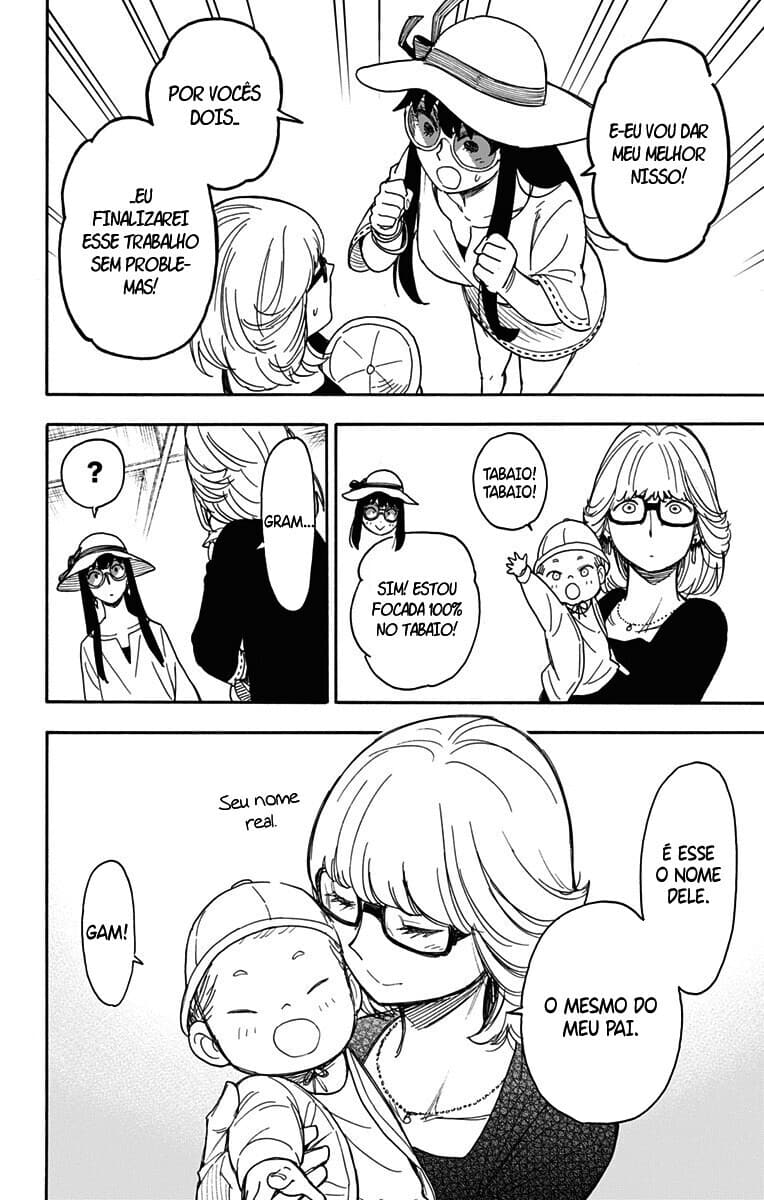 E-EU VOU DAR
MEU MELHOR
NISSO!
POR VOCÊS
DOIS..
..EU
FINALIZAREI
ESSE TRABALHO
SEM PROBLE-
MAS!
TABAIO!
TABAIO!
SIM! ESTOU
FOCADA 100%
NO TABAIO!
GRAM...
?
É ESSE
O NOME
DELE.
O MESMO DO
MEU PAI.
Seu nome
real.
GAM!